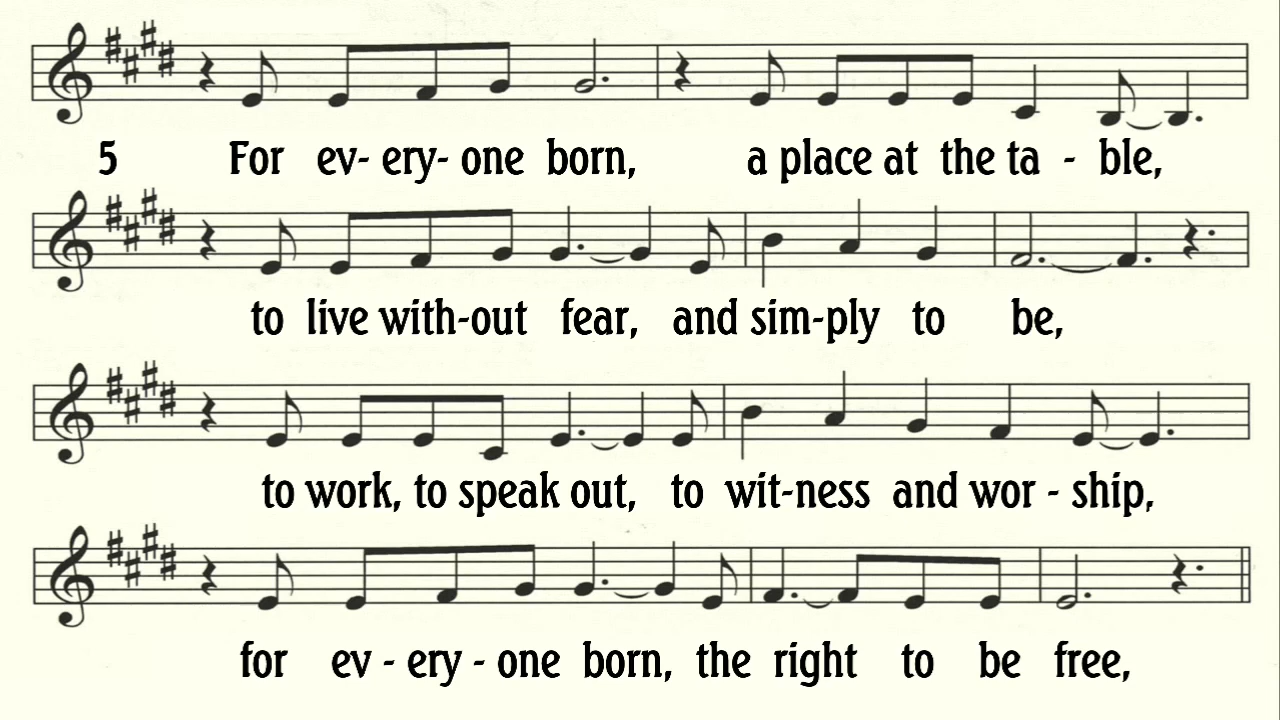 5 For ev- ery- one born, a place at the ta - ble,
to live with-out fear, and sim-ply to be,
to work, to speak out, to wit-ness and wor - ship,
for ev - ery - one born, the right to be free,